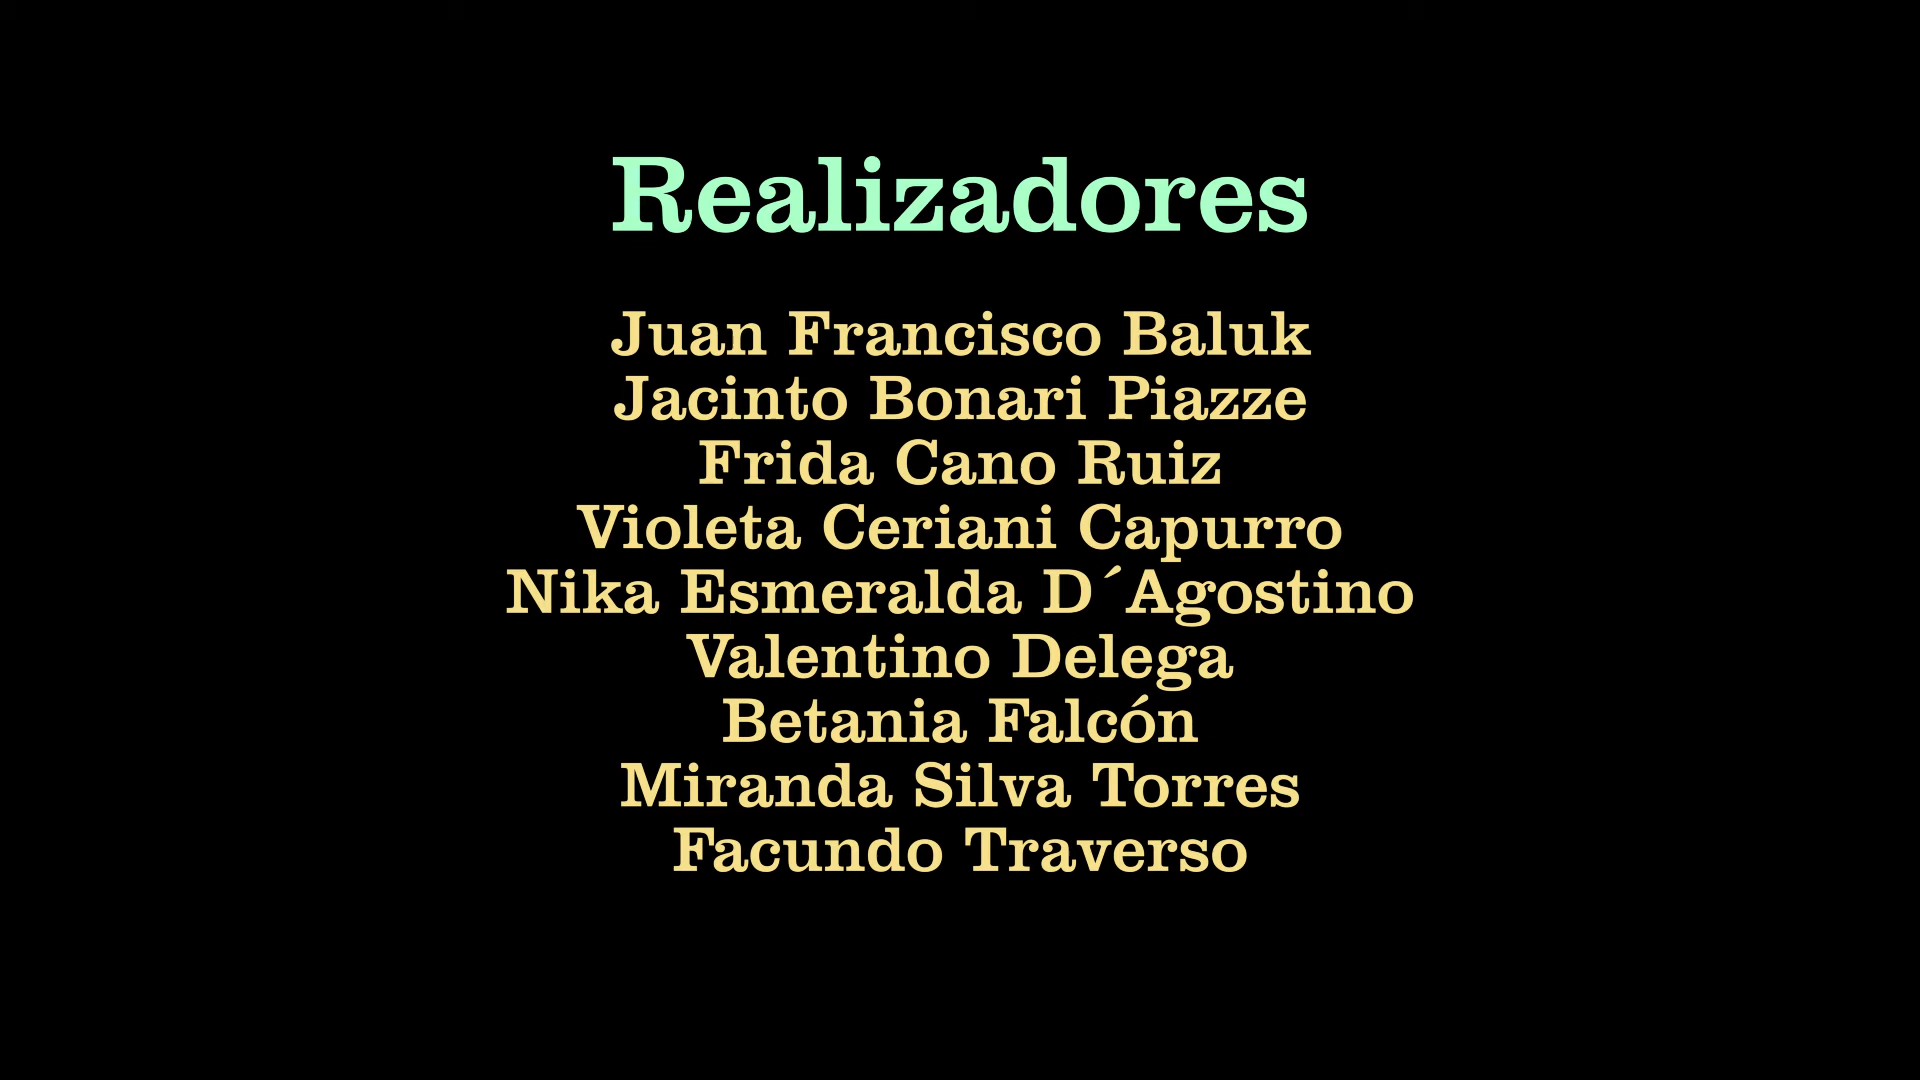 Realizadores
Juan Francisco Baluk
Jacinto Bonari Piazze
Frida Cano Ruiz
Violeta Ceriani Capurro
Nika Esmeralda D´Agostino
Valentino Delega
Betania Falcón
Miranda Silva Torres
Facundo Traverso